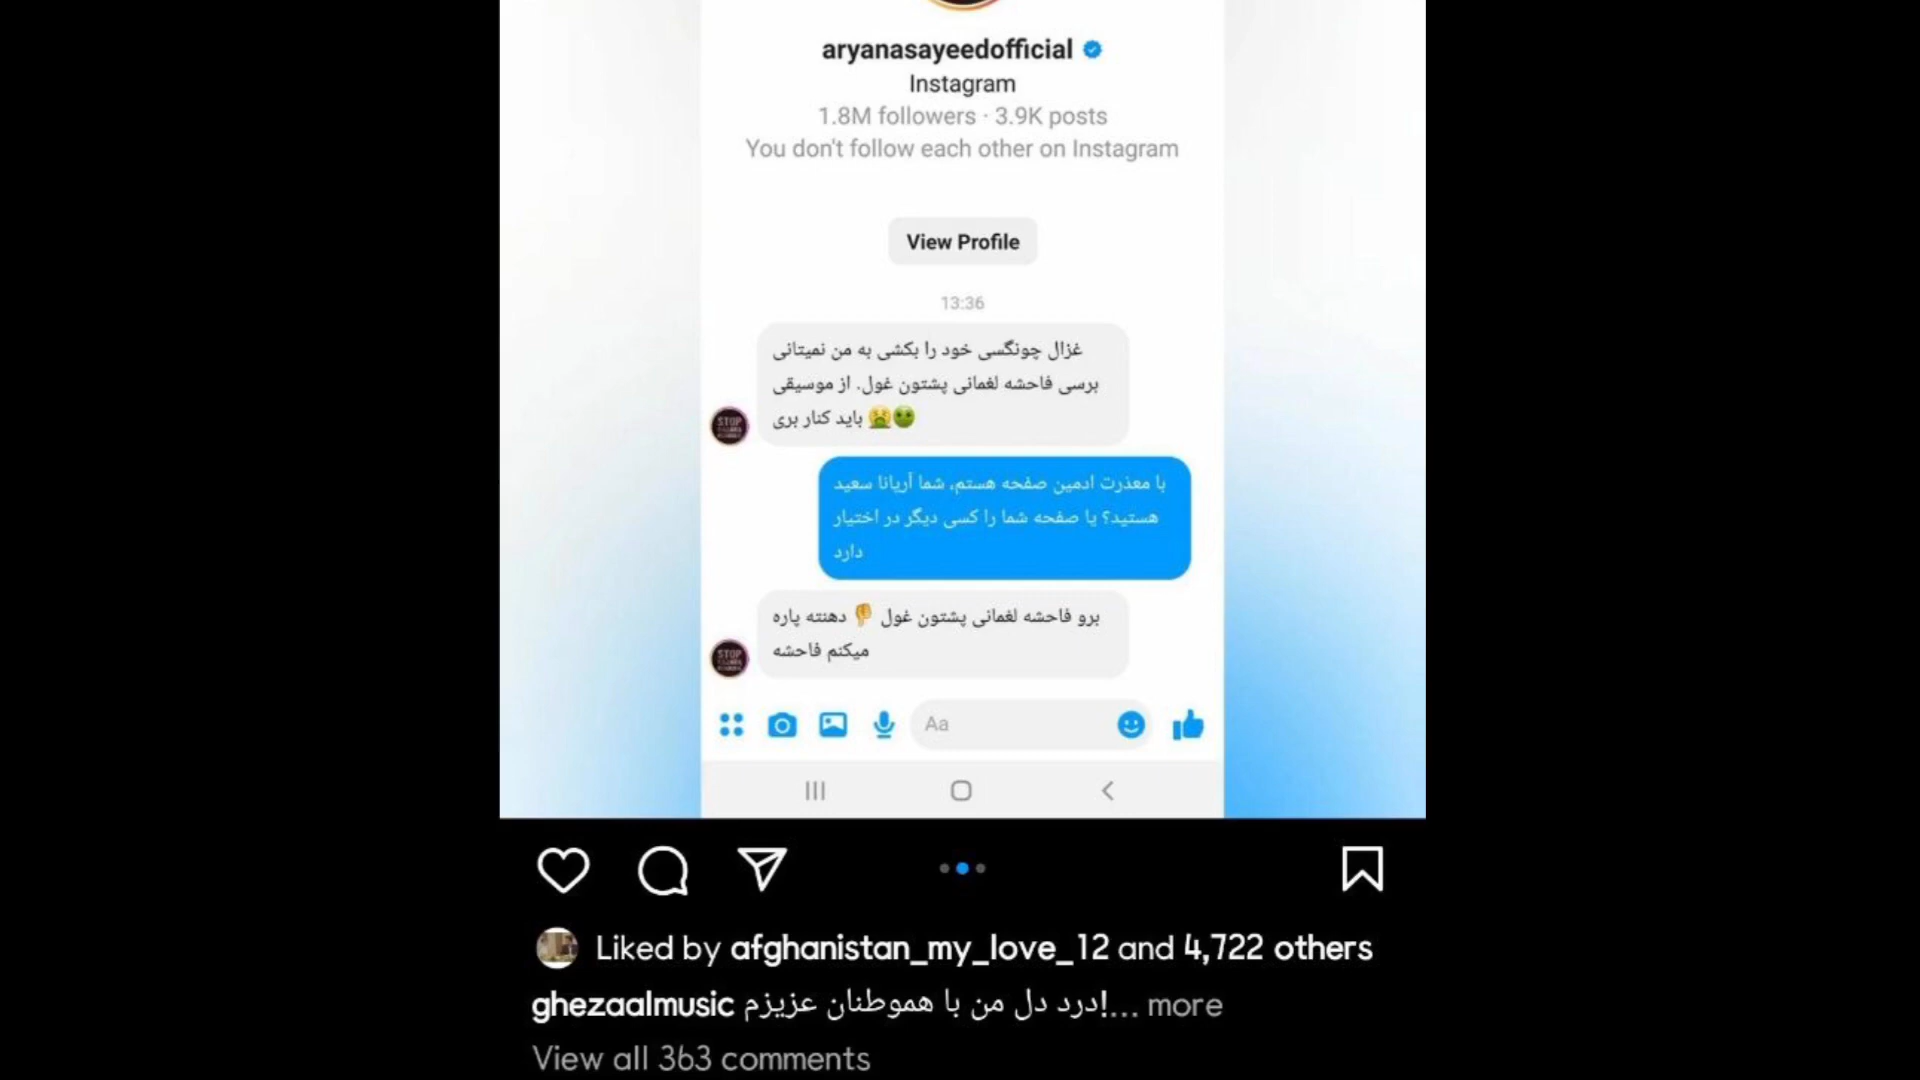 aryanasayeedofficial
Instagram
1.8M followers · 3.9K posts
You don't follow each other on Instagram
View Profile
13:36
غزال چونگسی خود را بکشی به من نمیتانی
برسی فاحشه لغمانی پشتون غول. از موسیقی
باید کنار بری 🤮🤢
STOP
با معذرت ادمین صفحه هستم، شما آریانا سعید
هستید؟ یا صفحه شما را کسی دیگر در اختیار
دارد
برو فاحشه لغمانی پشتون غول 👎 دهنته پاره
میکنم فاحشه
STOP
Aa
Liked by afghanistan_my_love_12 and 4,722 others
ghezaalmusic درد دل من با هموطنان عزیزم!... more
View all 363 comments